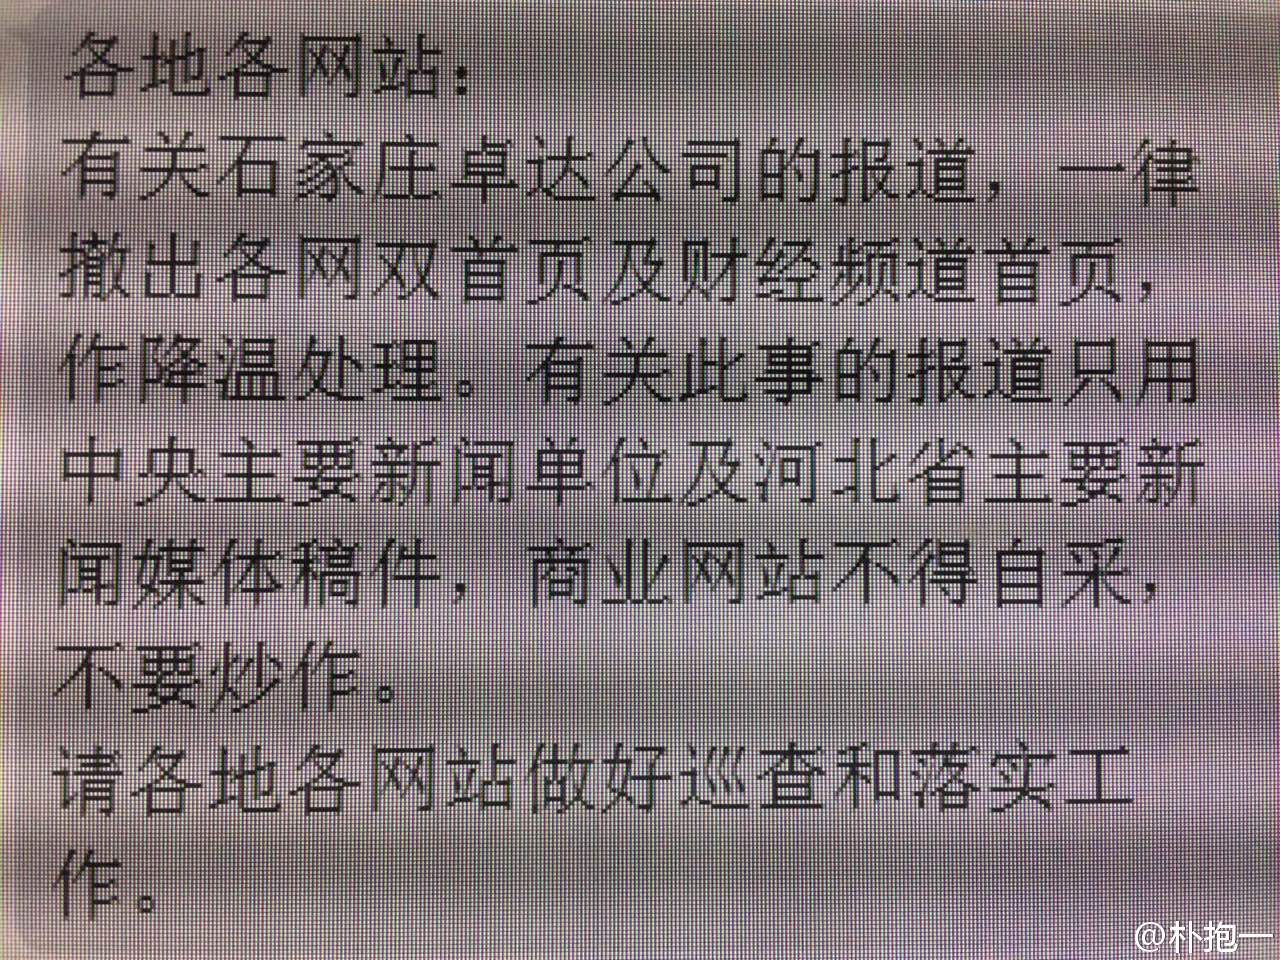 各地各网站：
有关石家庄卓达公司的报道，一律
撤出各网双首页及财经频道首页，
作降温处理。有关此事的报道只用
中央主要新闻单位及河北省主要新
闻媒体稿件，商业网站不得自采，
不要炒作。
请各地各网站做好巡查和落实工
作。
@朴抱一